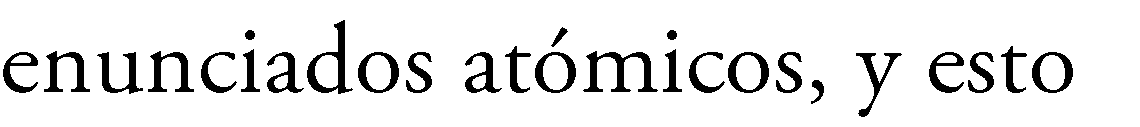 enunciados atómicos, y esto